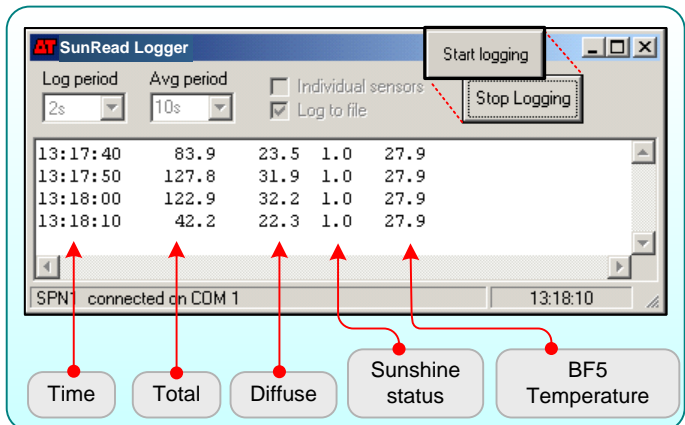 SunRead Logger
Start logging
Log period Avg period
Individual sensors
2s 10s
Log to file
Stop Logging
13:17:40 83.9 23.5 1.0 27.9
13:17:50 127.8 31.9 1.0 27.9
13:18:00 122.9 32.2 1.0 27.9
13:18:10 42.2 22.3 1.0 27.9
SPN1 connected on COM 1 13:18:10
Time
Total
Diffuse
Sunshine
status
BF5
Temperature